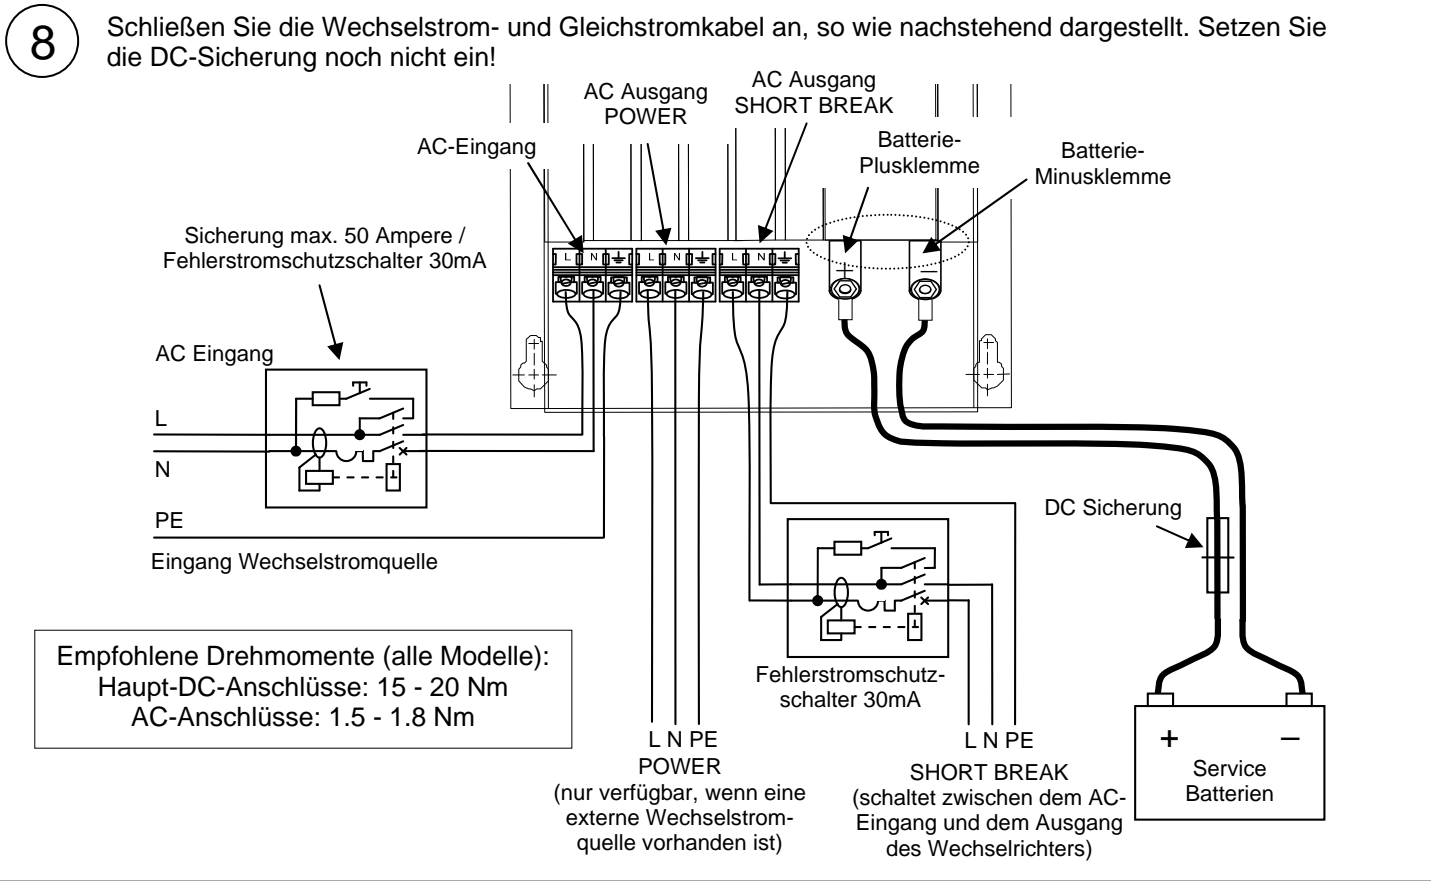 8
Schließen Sie die Wechselstrom- und Gleichstromkabel an, so wie nachstehend dargestellt. Setzen Sie
die DC-Sicherung noch nicht ein!
AC Ausgang
SHORT BREAK
AC Ausgang
POWER
AC-Eingang
Batterie-
Plusklemme
Batterie-
Minusklemme
Sicherung max. 50 Ampere /
Fehlerstromschutzschalter 30mA
L N L N L N
+ −
AC Eingang
L
N
PE
Eingang Wechselstromquelle
DC Sicherung
Empfohlene Drehmomente (alle Modelle):
Haupt-DC-Anschlüsse: 15 - 20 Nm
AC-Anschlüsse: 1.5 - 1.8 Nm
Fehlerstromschutz-
schalter 30mA
L N PE
POWER
(nur verfügbar, wenn eine
externe Wechselstrom-
quelle vorhanden ist)
L N PE
SHORT BREAK
(schaltet zwischen dem AC-
Eingang und dem Ausgang
des Wechselrichters)
+ −
Service
Batterien